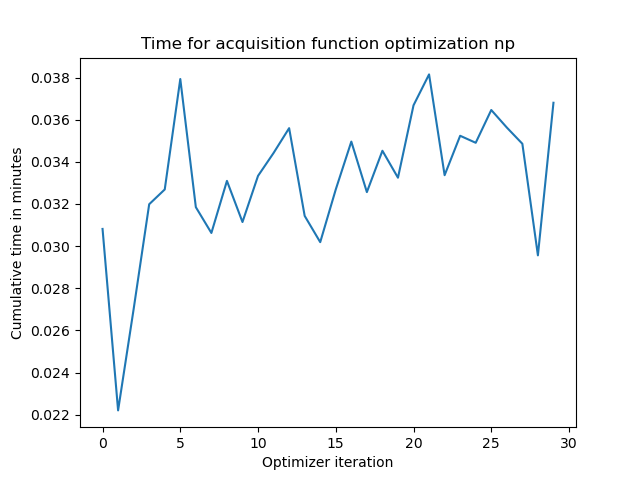 Time for acquisition function optimization np
Cumulative time in minutes
0.038
0.036
0.034
0.032
0.030
0.028
0.026
0.024
0.022
0 5 10 15 20 25 30
Optimizer iteration